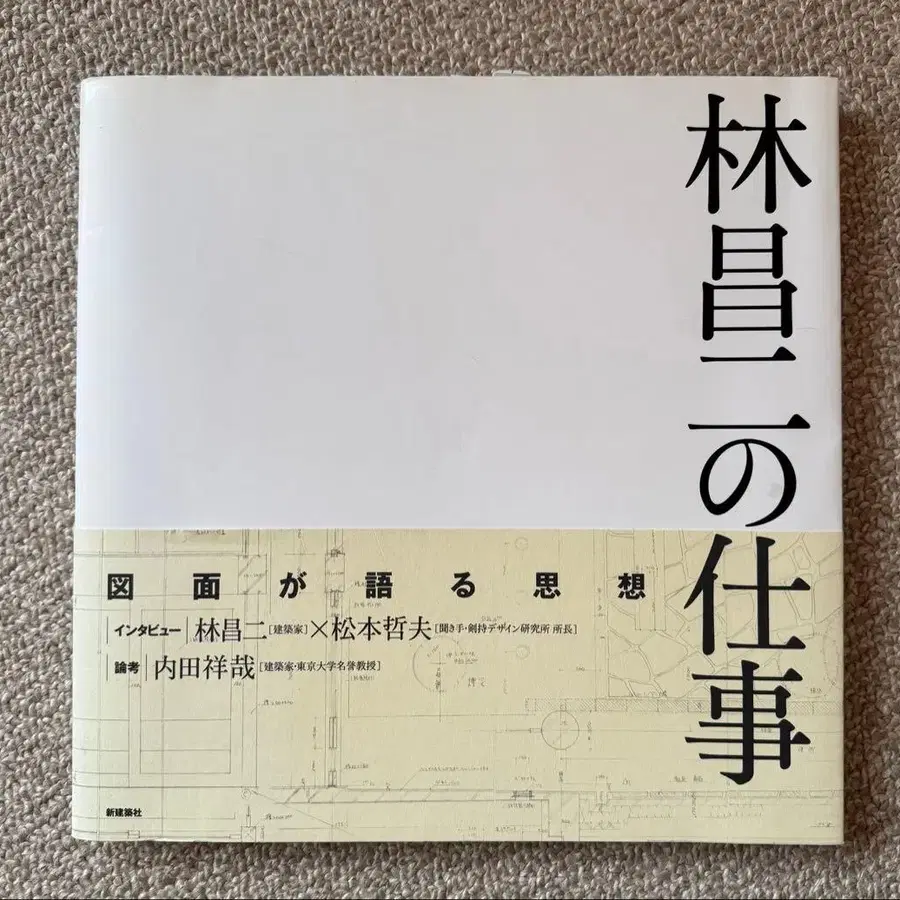 林昌二の仕事
図面が語る思想
インタビュー|林昌二[建築家]×松本哲夫[聞き手・剣持デザイン研究所 所長]
論考|内田祥哉[建築家・東京大学名誉教授]
新建築社